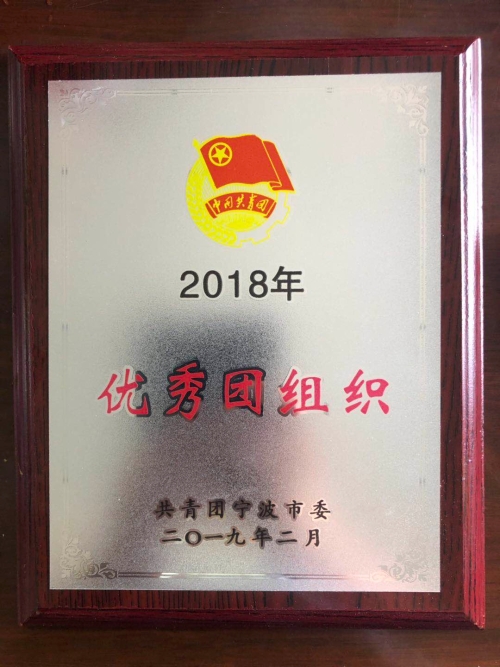 中国共青团
2018年
优秀团组织
共青团宁波市委
二〇一九年二月